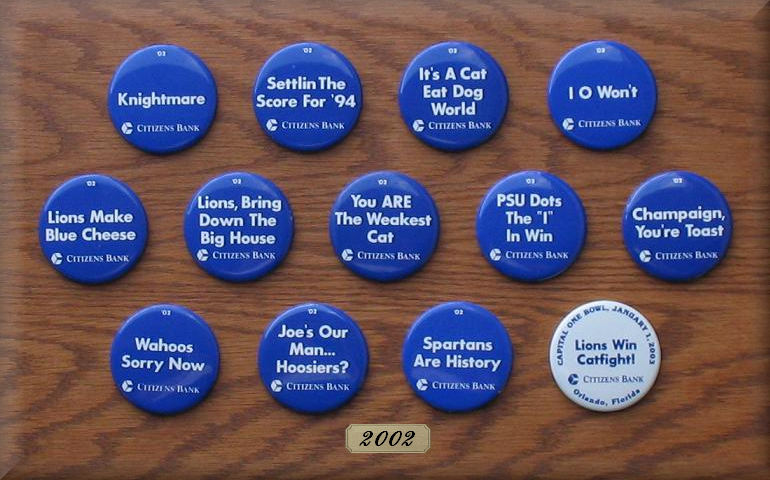 '02
Knightmare
CITIZENS BANK
'02
Settlin The
Score For '94
CITIZENS BANK
'02
It's A Cat
Eat Dog
World
CITIZENS BANK
'02
I O Won't
CITIZENS BANK
'02
Lions Make
Blue Cheese
CITIZENS BANK
'02
Lions, Bring
Down The
Big House
CITIZENS BANK
'02
You ARE
The Weakest
Cat
CITIZENS BANK
'02
PSU Dots
The "I"
In Win
CITIZENS BANK
'02
Champaign,
You're Toast
CITIZENS BANK
'02
Wahoos
Sorry Now
CITIZENS BANK
'02
Joe's Our
Man...
Hoosiers?
CITIZENS BANK
'02
Spartans
Are History
CITIZENS BANK
CAPITAL ONE BOWL, JANUARY 1, 2003
Lions Win
Catfight!
CITIZENS BANK
Orlando, Florida
2002